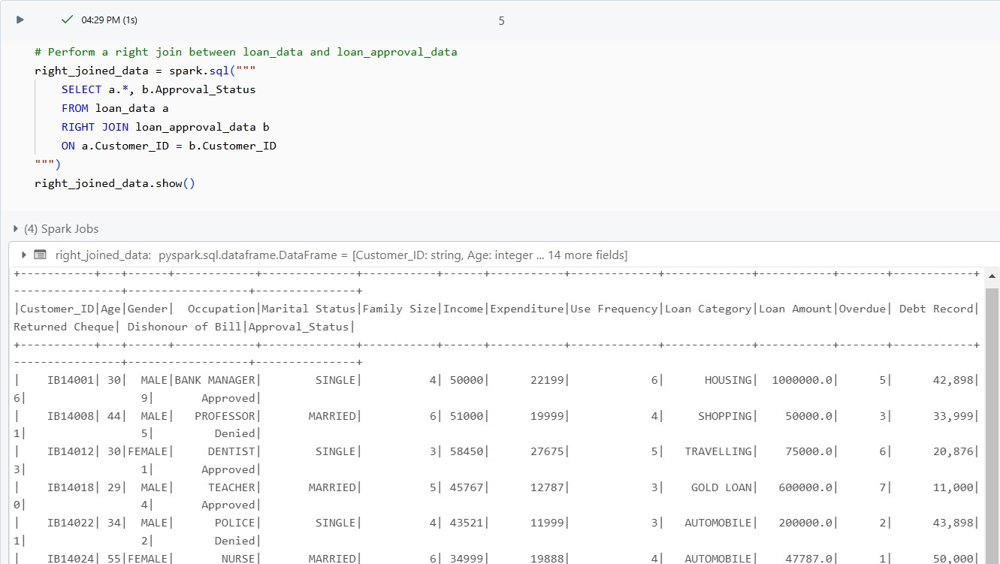 04:29 PM (1s)
5
# Perform a right join between loan_data and loan_approval_data
right_joined_data = spark.sql("""
    SELECT a.*, b.Approval_Status
    FROM loan_data a
    RIGHT JOIN loan_approval_data b
    ON a.Customer_ID = b.Customer_ID
""")
right_joined_data.show()
(4) Spark Jobs
right_joined_data: pyspark.sql.dataframe.DataFrame = [Customer_ID: string, Age: integer ... 14 more fields]
+-----------+---+------+------------+--------------+-----------+------+-----------+-------------+-------------+-----------+-------+------------+
----------------+------------------+---------------+
|Customer_ID|Age|Gender|  Occupation|Marital Status|Family Size|Income|Expenditure|Use Frequency|Loan Category|Loan Amount|Overdue| Debt Record|
Returned Cheque| Dishonour of Bill|Approval_Status|
+-----------+---+------+------------+--------------+-----------+------+-----------+-------------+-------------+-----------+-------+------------+
----------------+------------------+---------------+
|    IB14001| 30|  MALE|BANK MANAGER|        SINGLE|          4| 50000|      22199|            6|      HOUSING|  1000000.0|      5|      42,898|
6|                 9|       Approved|
|    IB14008| 44|  MALE|   PROFESSOR|       MARRIED|          6| 51000|      19999|            4|     SHOPPING|    50000.0|      3|      33,999|
1|                 5|         Denied|
|    IB14012| 30|FEMALE|     DENTIST|        SINGLE|          3| 58450|      27675|            5|   TRAVELLING|    75000.0|      6|      20,876|
3|                 1|       Approved|
|    IB14018| 29|  MALE|     TEACHER|       MARRIED|          5| 45767|      12787|            3|    GOLD LOAN|   600000.0|      7|      11,000|
0|                 4|       Approved|
|    IB14022| 34|  MALE|      POLICE|        SINGLE|          4| 43521|      11999|            3|   AUTOMOBILE|   200000.0|      2|      43,898|
1|                 2|         Denied|
|    IB14024| 55|FEMALE|       NURSE|       MARRIED|          6| 34999|      19888|            4|   AUTOMOBILE|    47787.0|      1|      50,000|